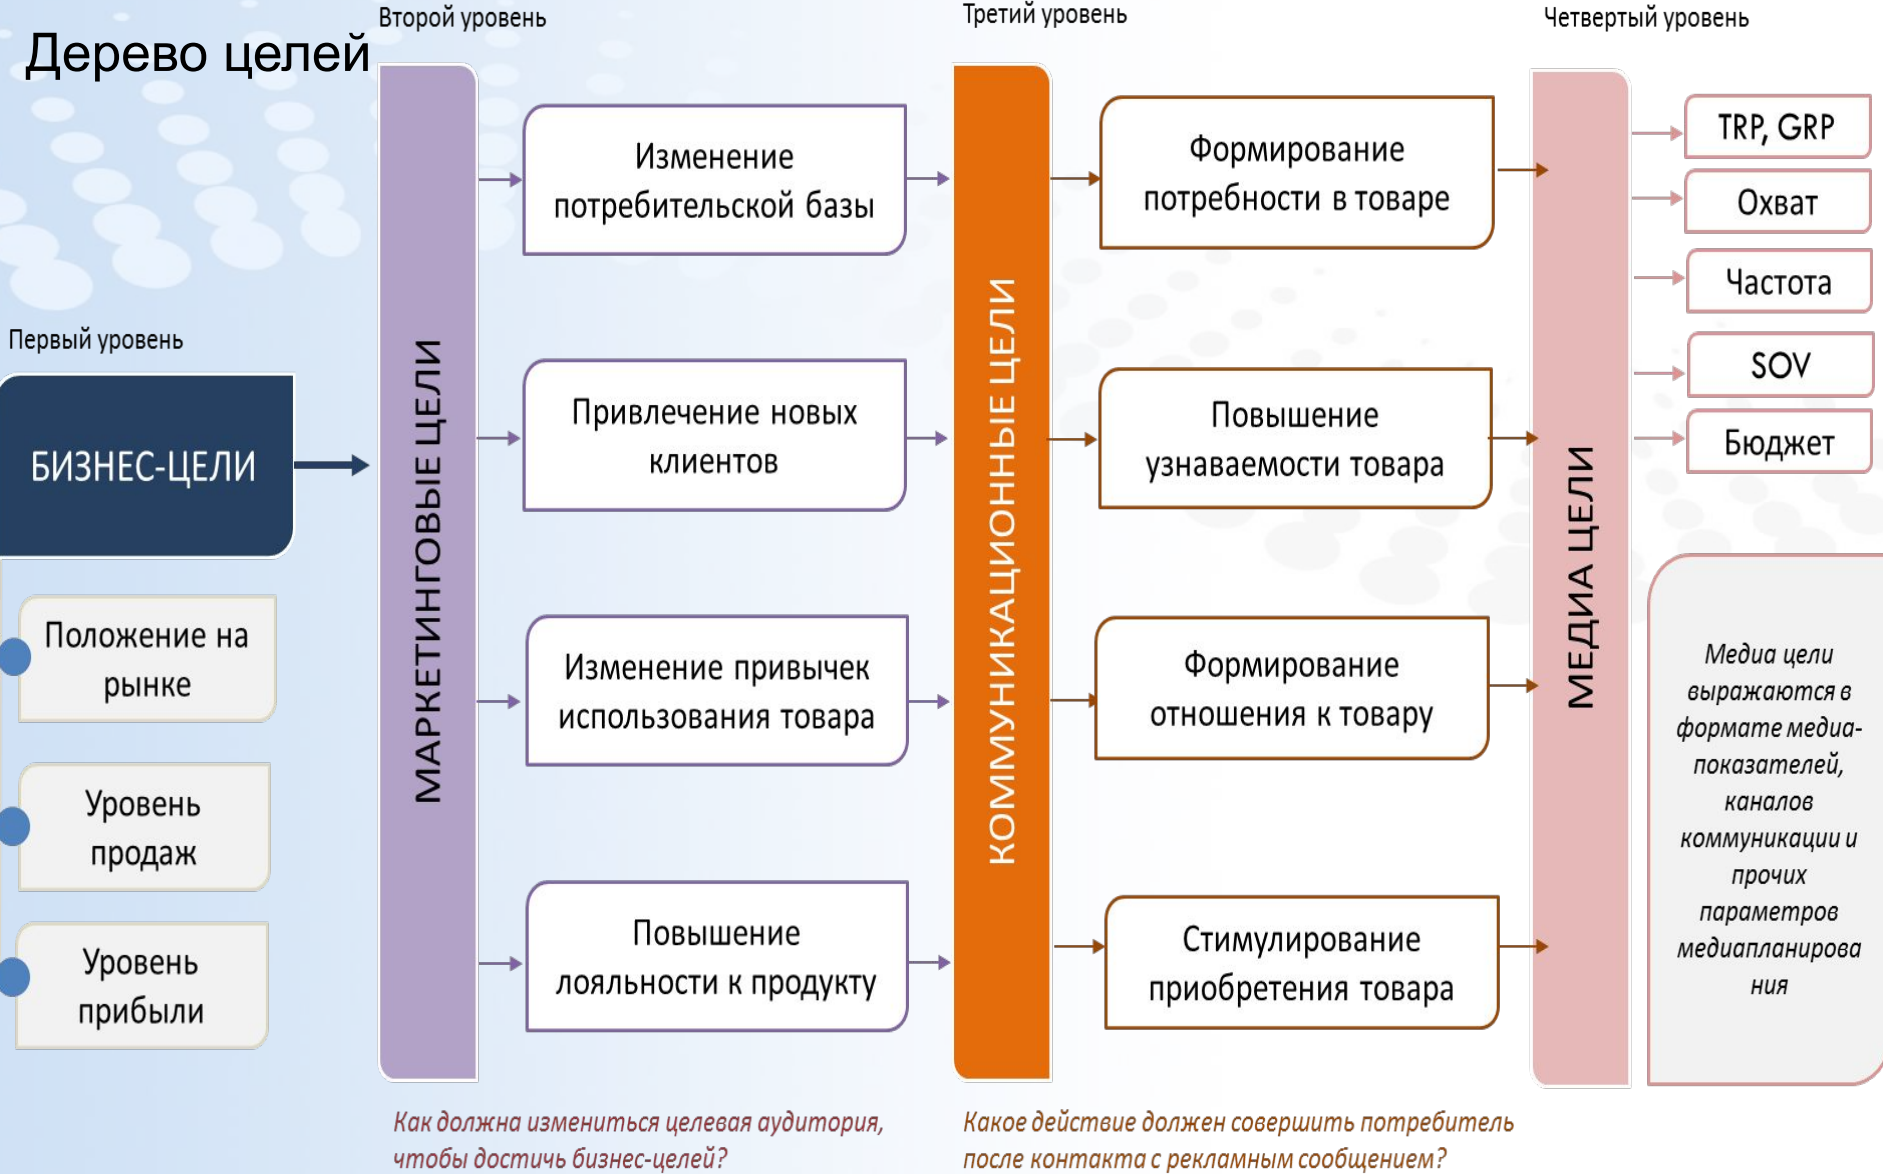 Дерево целей
Первый уровень
БИЗНЕС-ЦЕЛИ
Положение на
рынке
Уровень
продаж
Уровень
прибыли
Второй уровень
МАРКЕТИНГОВЫЕ ЦЕЛИ
Изменение
потребительской базы
Привлечение новых
клиентов
Изменение привычек
использования товара
Повышение
лояльности к продукту
Как должна измениться целевая аудитория,
чтобы достичь бизнес-целей?
Третий уровень
КОММУНИКАЦИОННЫЕ ЦЕЛИ
Формирование
потребности в товаре
Повышение
узнаваемости товара
Формирование
отношения к товару
Стимулирование
приобретения товара
Какое действие должен совершить потребитель
после контакта с рекламным сообщением?
Четвертый уровень
МЕДИА ЦЕЛИ
TRP, GRP
Охват
Частота
SOV
Бюджет
Медиа цели
выражаются в
формате медиа-
показателей,
каналов
коммуникации и
прочих
параметров
медиапланирова
ния